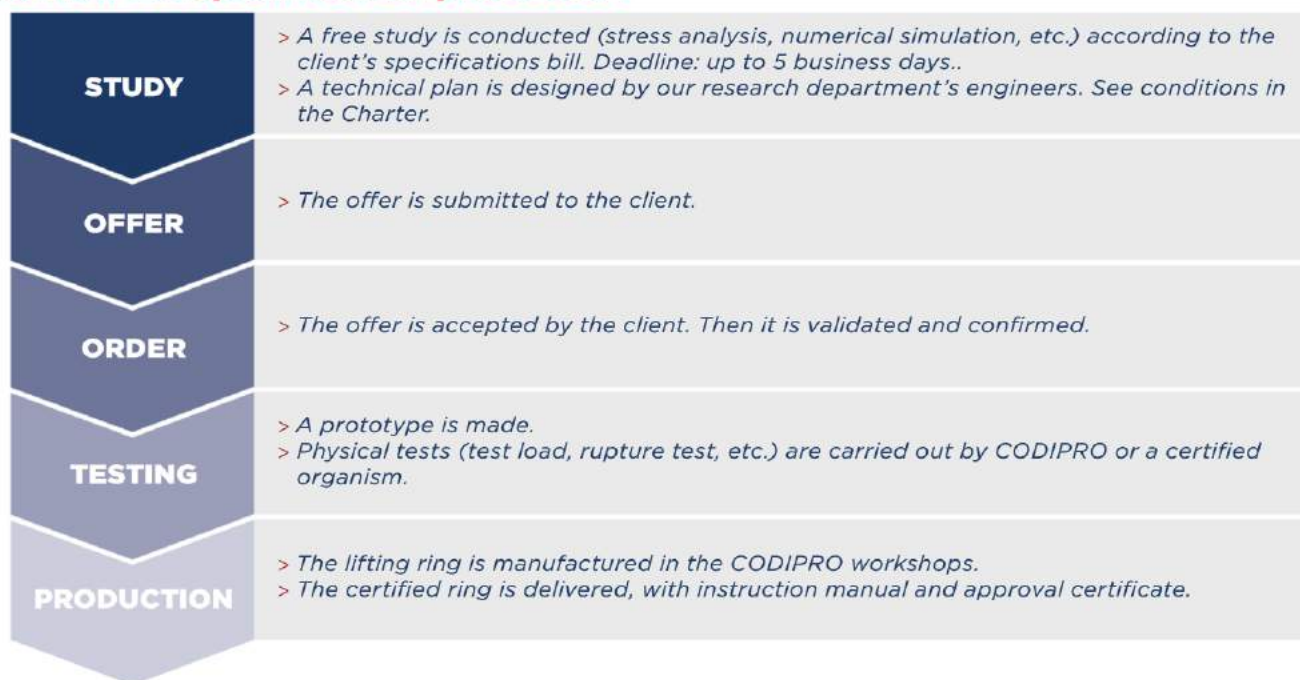 STUDY
> A free study is conducted (stress analysis, numerical simulation, etc.) according to the
client's specifications bill. Deadline: up to 5 business days..
> A technical plan is designed by our research department's engineers. See conditions in
the Charter.
OFFER
> The offer is submitted to the client.
ORDER
> The offer is accepted by the client. Then it is validated and confirmed.
TESTING
> A prototype is made.
> Physical tests (test load, rupture test, etc.) are carried out by CODIPRO or a certified
organism.
PRODUCTION
> The lifting ring is manufactured in the CODIPRO workshops.
> The certified ring is delivered, with instruction manual and approval certificate.